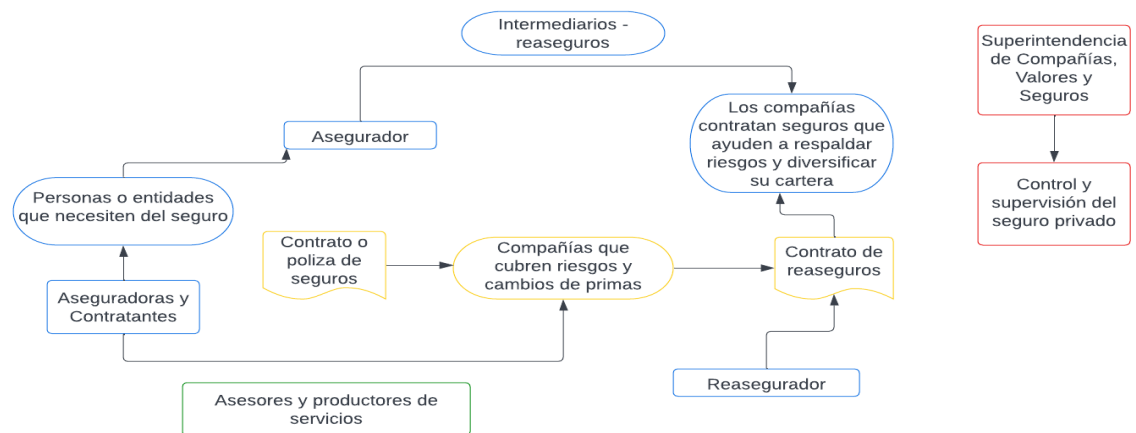 Intermediarios -
reaseguros
Superintendencia
de Compañías,
Valores y
Seguros
Asegurador
Los compañías
contratan seguros que
ayuden a respaldar
riesgos y diversificar
su cartera
Personas o entidades
que necesiten del seguro
Control y
supervisión del
seguro privado
Contrato o
poliza de
seguros
Compañías que
cubren riesgos y
cambios de primas
Contrato de
reaseguros
Aseguradoras y
Contratantes
Reasegurador
Asesores y productores de
servicios